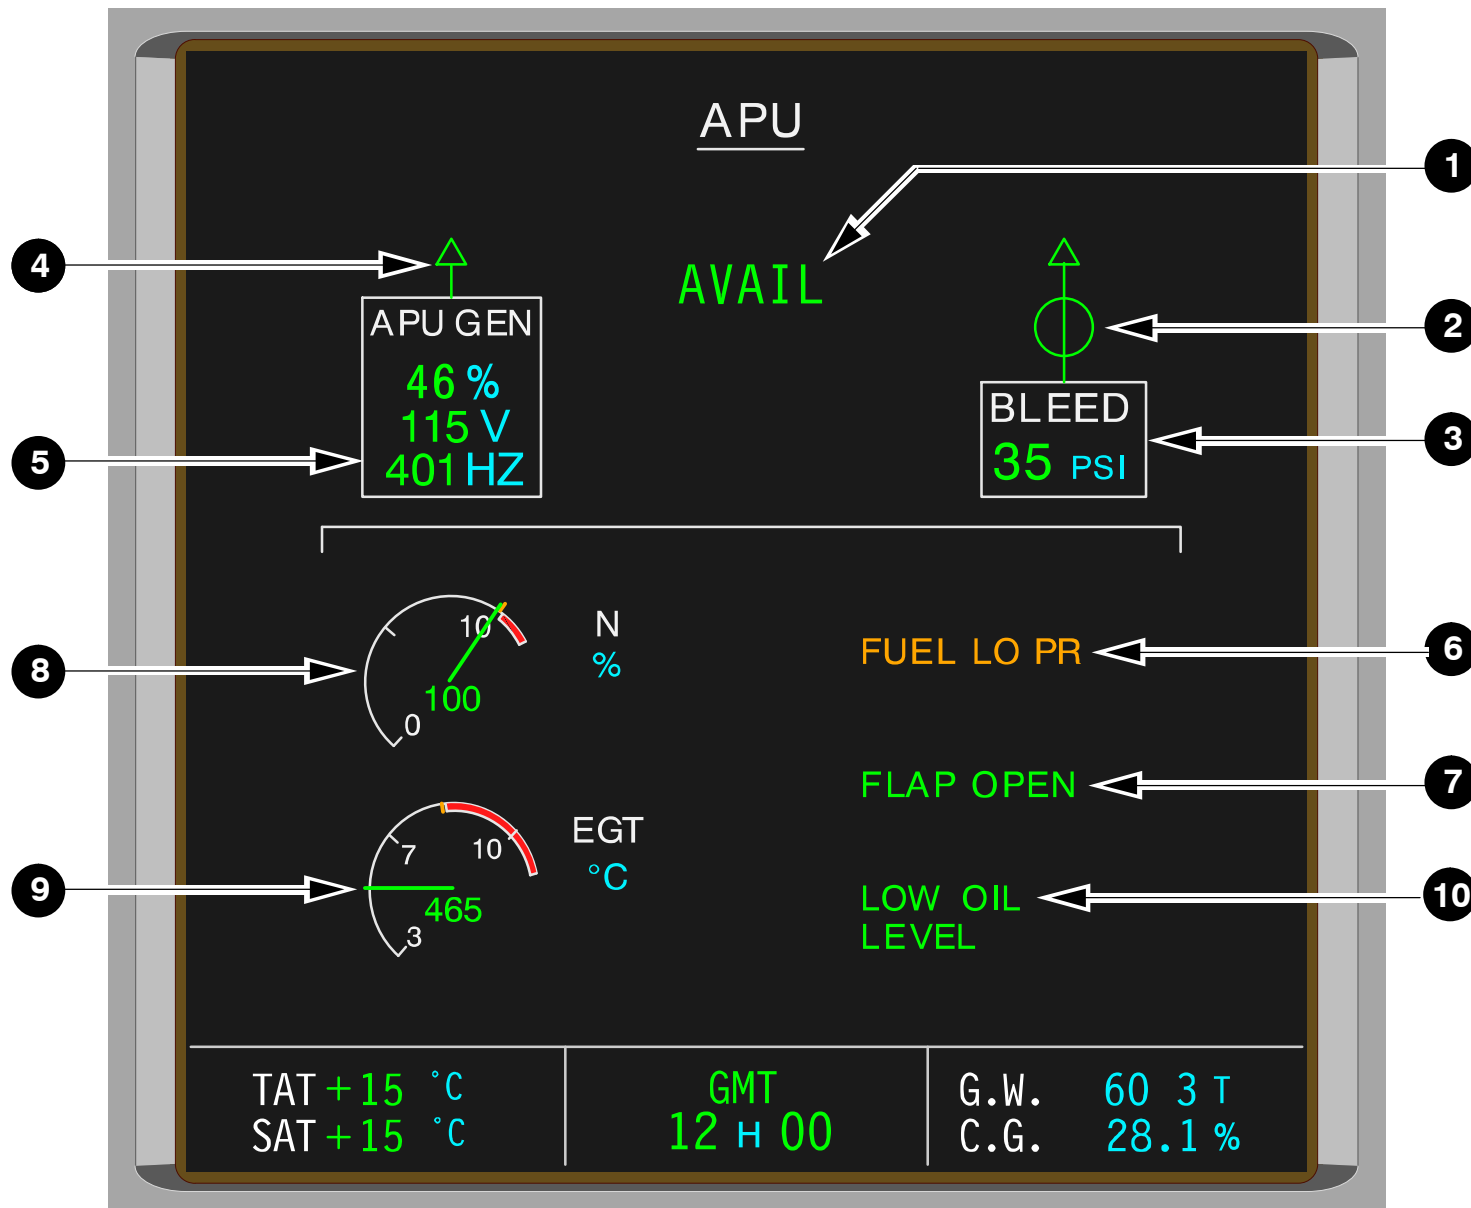 APU
1
4
AVAIL
APU GEN
2
46 %
BLEED
115 V
3
35 PSI
5
401 HZ
10
N
6
FUEL LO PR
%
8
100
0
7
FLAP OPEN
EGT
10
7
°C
9
465
LOW OIL
10
3
LEVEL
TAT +15 °C
GMT
G.W. 60 3 T
SAT +15 °C
12 H 00
C.G. 28.1 %